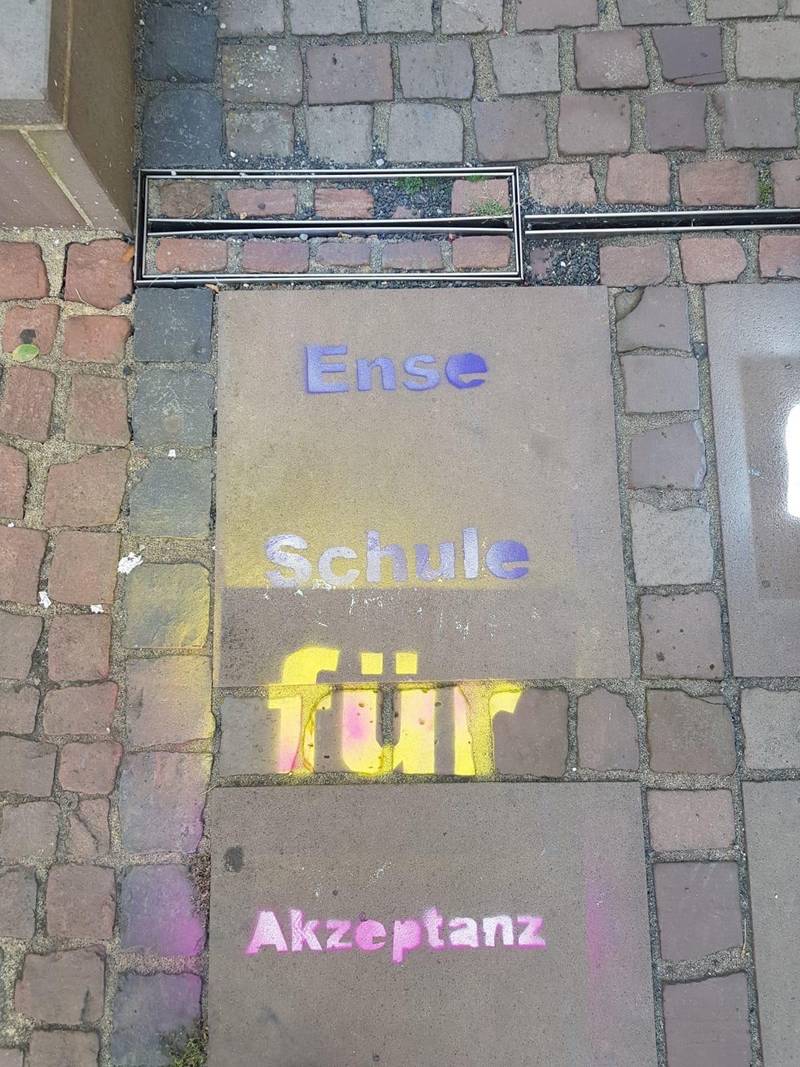 Ense
Schule
für
Akzeptanz